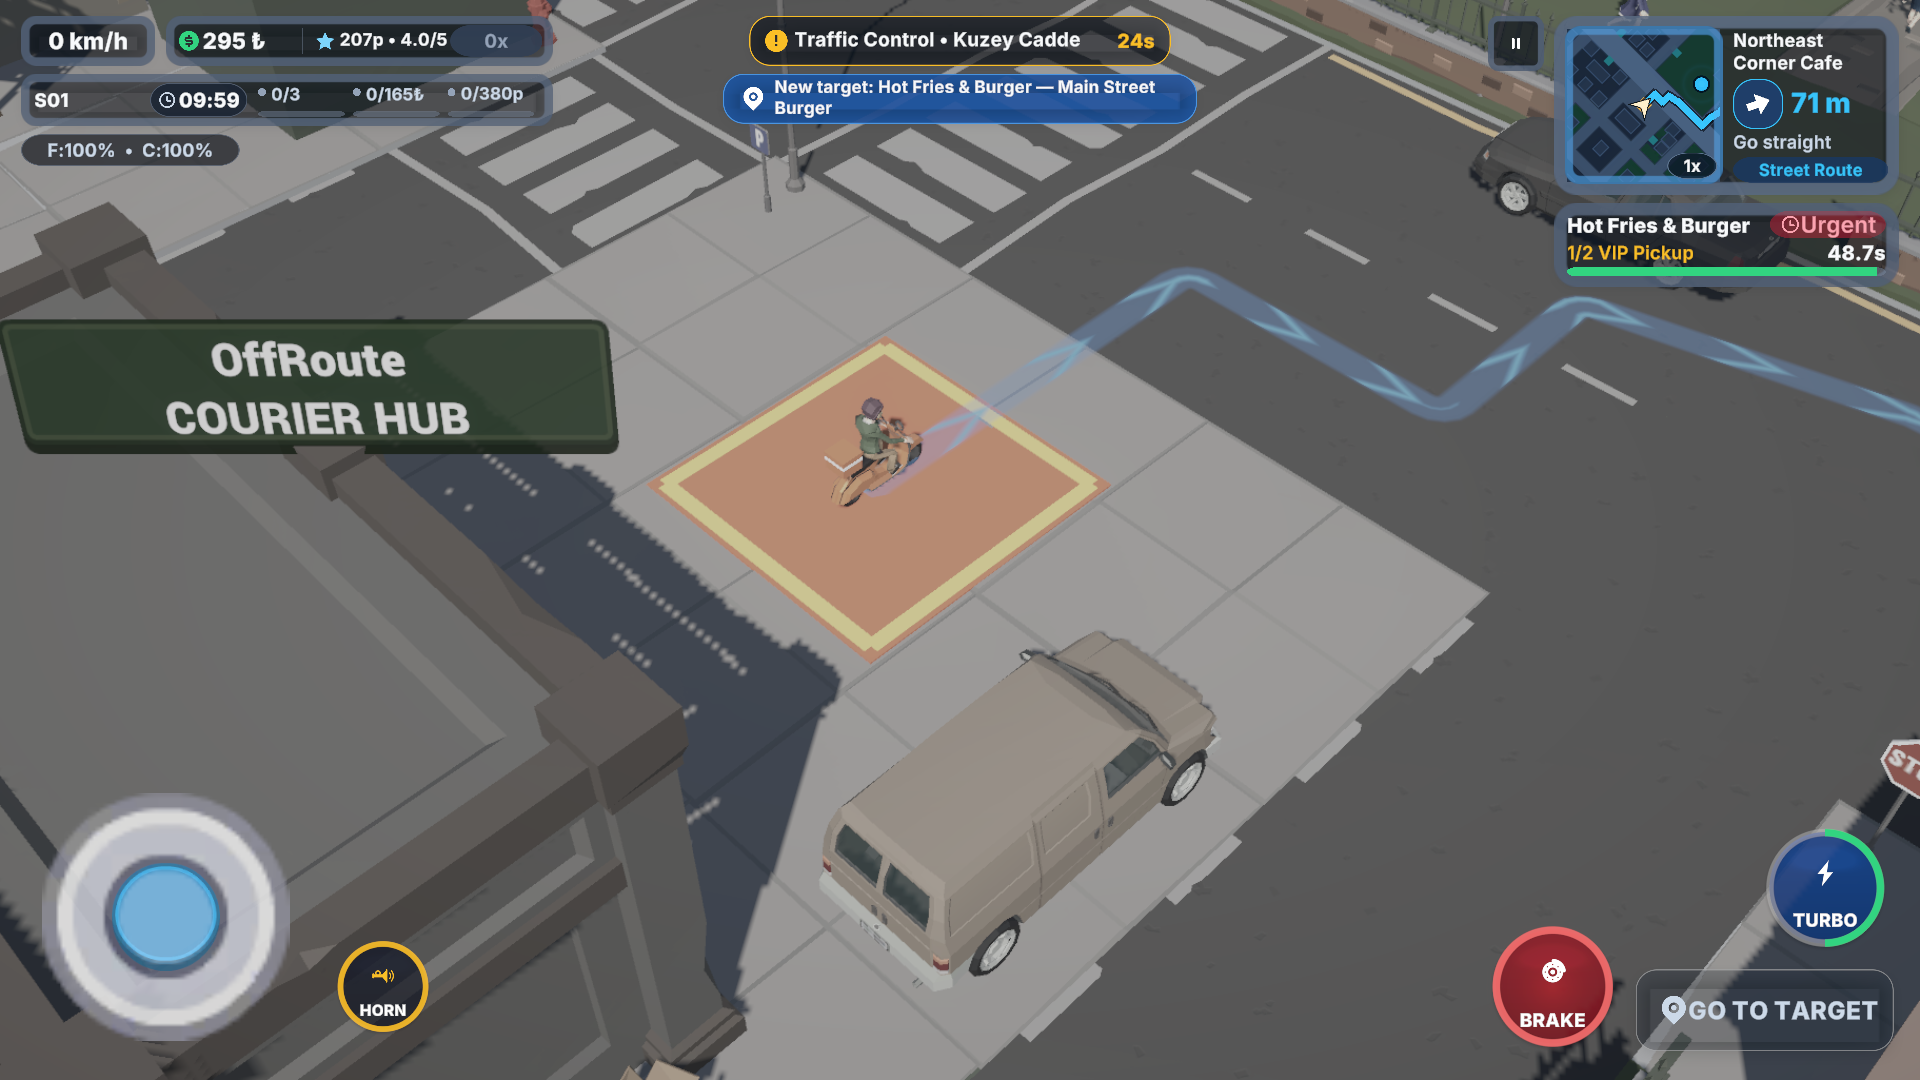 0 km/h
295 ₺
207p • 4.0/5
0x
S01
09:59
0/3
0/165₺
0/380p
F:100% • C:100%
Traffic Control • Kuzey Cadde
24s
New target: Hot Fries & Burger — Main Street
Burger
Northeast
Corner Cafe
71 m
Go straight
1x
Street Route
Hot Fries & Burger
Urgent
1/2 VIP Pickup
48.7s
P
OffRoute
COURIER HUB
HORN
TURBO
BRAKE
GO TO TARGET